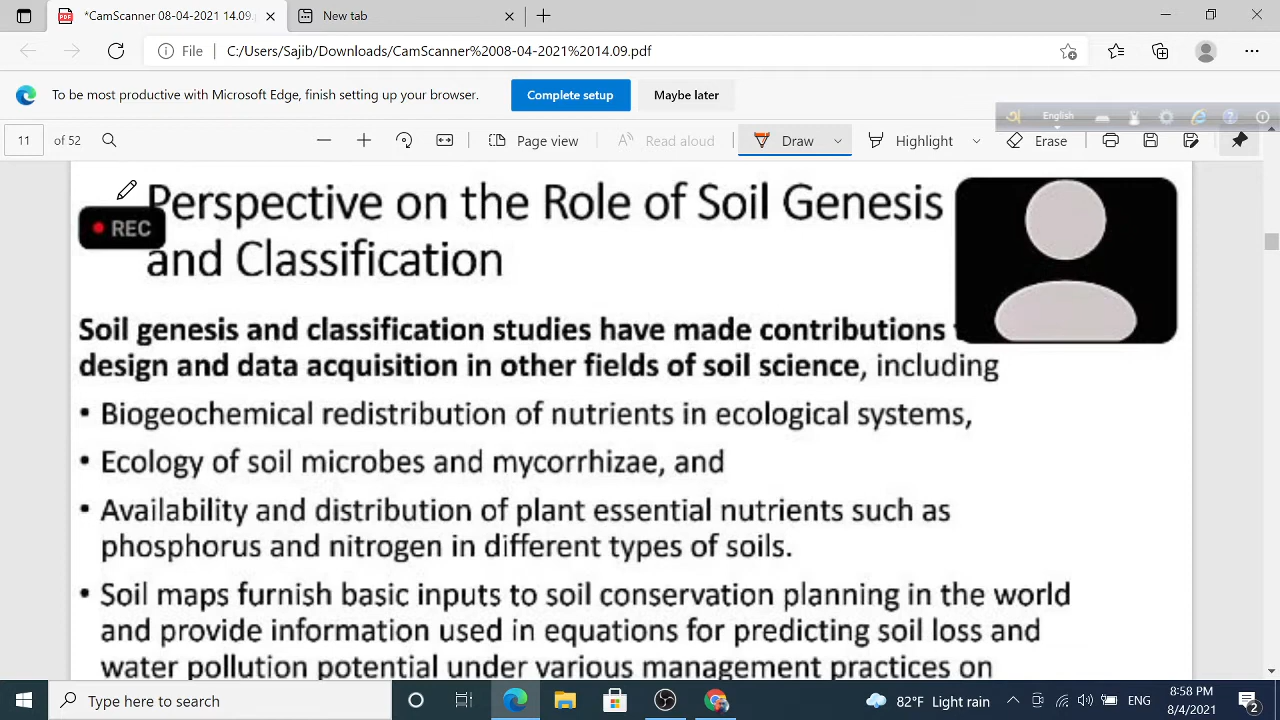 *CamScanner 08-04-2021 14.09.
New tab
File C:/Users/Sajib/Downloads/CamScanner%2008-04-2021%2014.09.pdf
To be most productive with Microsoft Edge, finish setting up your browser. Complete setup Maybe later
English
11 of 52 Page view Read aloud Draw Highlight Erase
Perspective on the Role of Soil Genesis
REC
and Classification
Soil genesis and classification studies have made contributions
design and data acquisition in other fields of soil science, including
• Biogeochemical redistribution of nutrients in ecological systems,
• Ecology of soil microbes and mycorrhizae, and
• Availability and distribution of plant essential nutrients such as
phosphorus and nitrogen in different types of soils.
• Soil maps furnish basic inputs to soil conservation planning in the world
and provide information used in equations for predicting soil loss and
water pollution potential under various management practices on
Type here to search
82°F Light rain
ENG
8:58 PM
8/4/2021
2